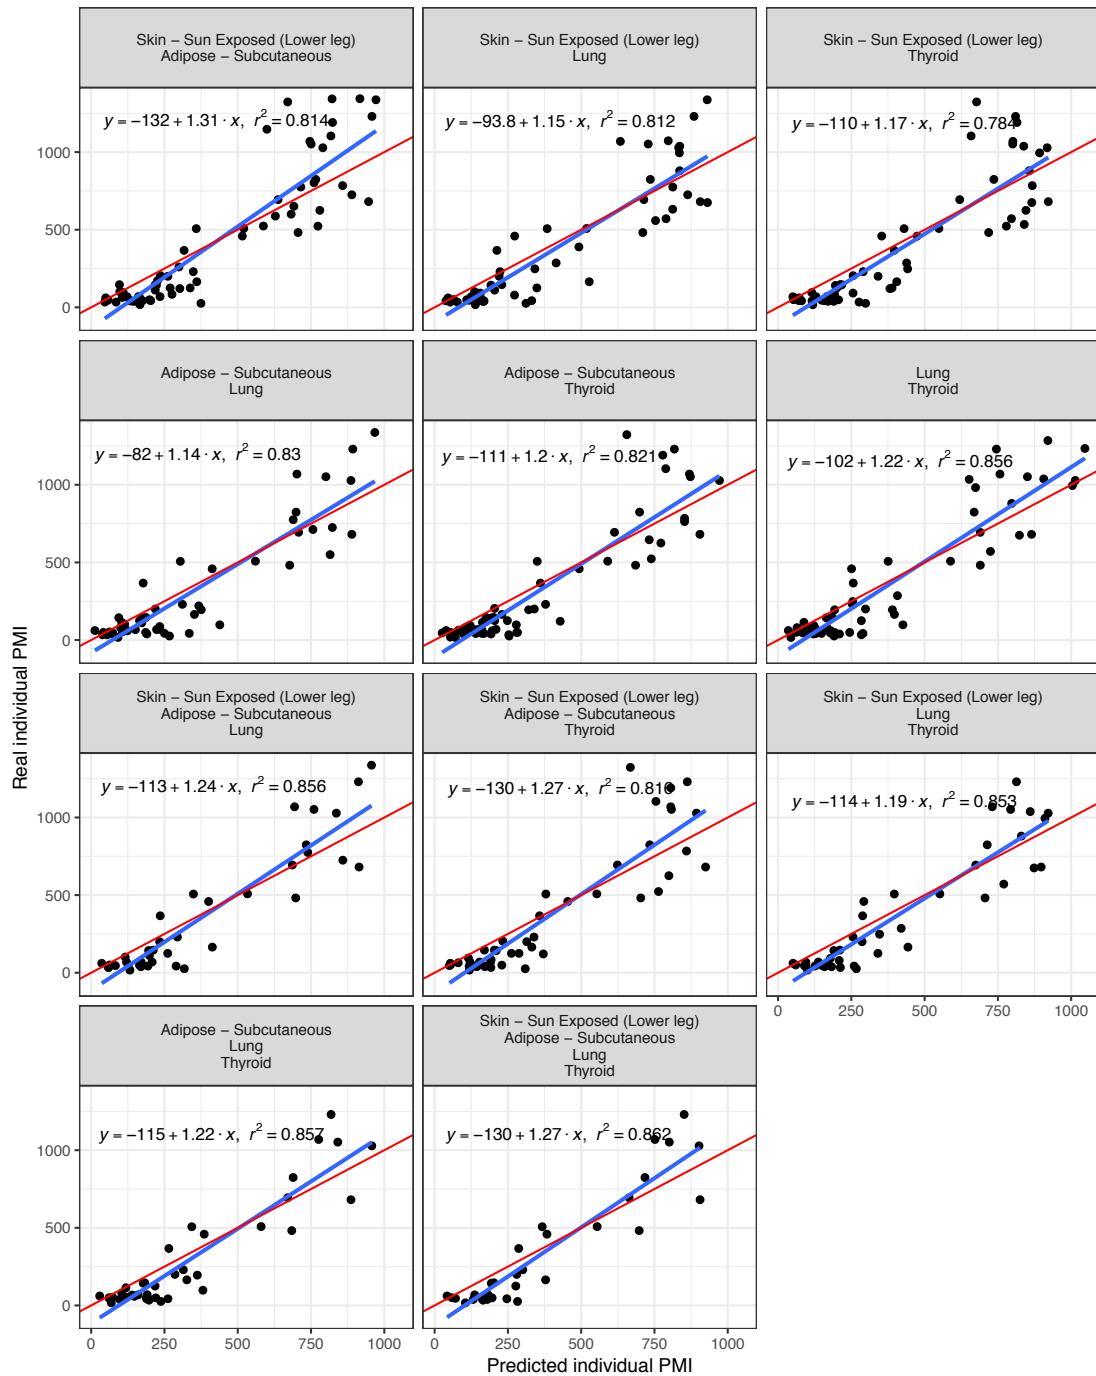 Skin − Sun Exposed (Lower leg)
Adipose − Subcutaneous
Skin − Sun Exposed (Lower leg)
Lung
Skin − Sun Exposed (Lower leg)
Thyroid
y = −132 + 1.31 · x, r² = 0.814
y = −93.8 + 1.15 · x, r² = 0.812
y = −110 + 1.17 · x, r² = 0.784
1000
500
0
Adipose − Subcutaneous
Lung
Adipose − Subcutaneous
Thyroid
Lung
Thyroid
y = −82 + 1.14 · x, r² = 0.83
y = −111 + 1.2 · x, r² = 0.821
y = −102 + 1.22 · x, r² = 0.856
1000
500
0
Real individual PMI
Skin − Sun Exposed (Lower leg)
Adipose − Subcutaneous
Lung
Skin − Sun Exposed (Lower leg)
Adipose − Subcutaneous
Thyroid
Skin − Sun Exposed (Lower leg)
Lung
Thyroid
y = −113 + 1.24 · x, r² = 0.856
y = −130 + 1.27 · x, r² = 0.816
y = −114 + 1.19 · x, r² = 0.853
1000
500
0
0 250 500 750 1000
Adipose − Subcutaneous
Lung
Thyroid
Skin − Sun Exposed (Lower leg)
Adipose − Subcutaneous
Lung
Thyroid
y = −115 + 1.22 · x, r² = 0.857
y = −130 + 1.27 · x, r² = 0.862
1000
500
0
0 250 500 750 1000
0 250 500 750 1000
Predicted individual PMI